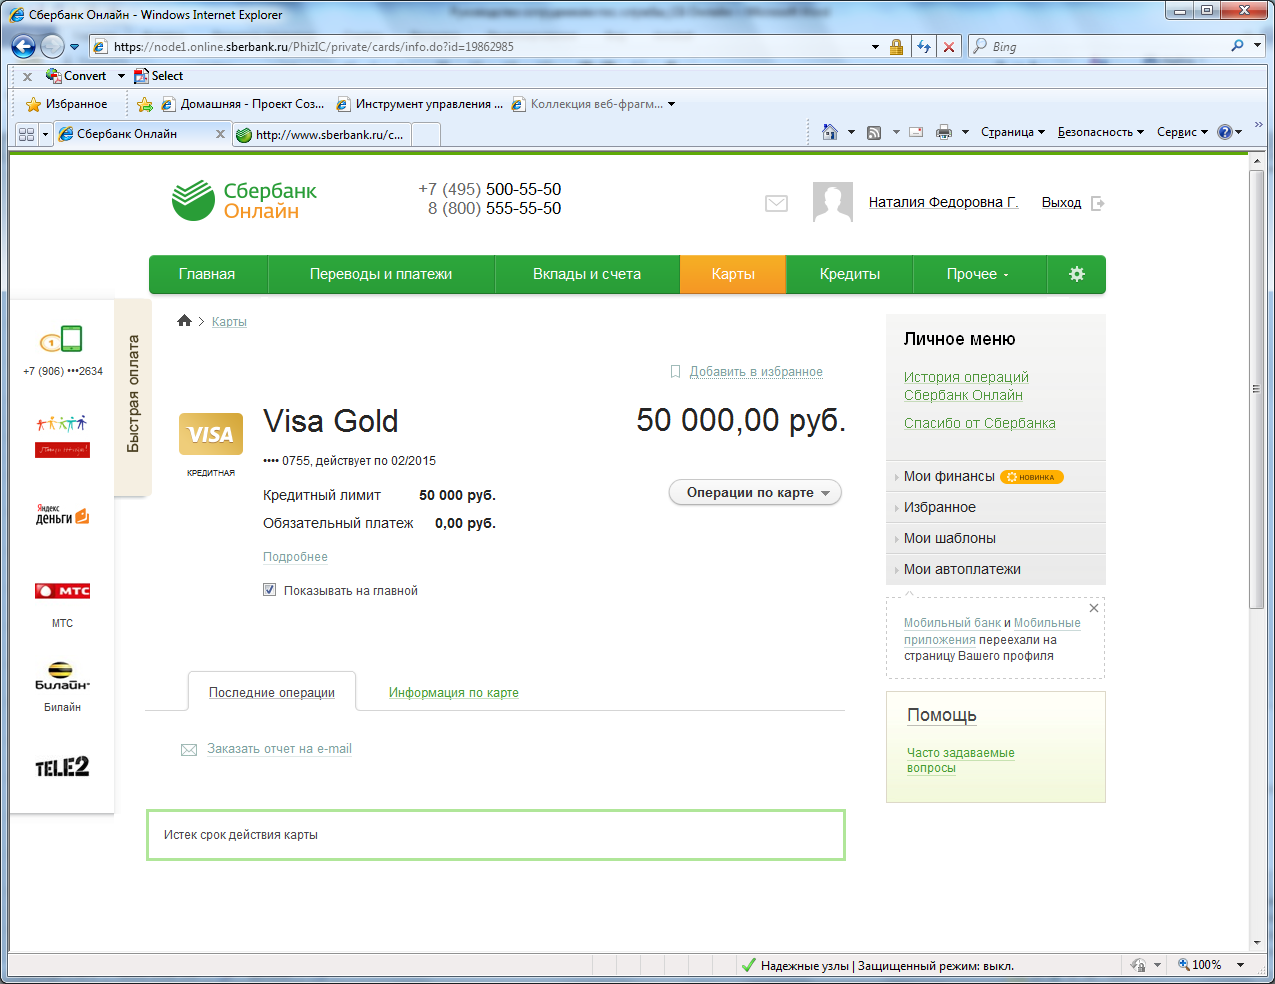 Сбербанк Онлайн - Windows Internet Explorer
https://node1.online.sberbank.ru/PhizIC/private/cards/info.do?id=19862985
Bing
Convert
Select
Избранное
Домашняя - Проект Соз...
Инструмент управления ...
Коллекция веб-фрагм...
Сбербанк Онлайн
http://www.sberbank.ru/c...
Страница
Безопасность
Сервис
Сбербанк
Онлайн
+7 (495) 500-55-50
8 (800) 555-55-50
Наталия Федоровна Г.
Выход
Главная
Переводы и платежи
Вклады и счета
Карты
Кредиты
Прочее
Быстрая оплата
+7 (906) •••2634
Яндекс
деньги
МТС
МТС
Билайн
Билайн
TELE2
Карты
Добавить в избранное
VISA
КРЕДИТНАЯ
Visa Gold
50 000,00 руб.
•••• 0755, действует по 02/2015
Кредитный лимит 50 000 руб.
Обязательный платеж 0,00 руб.
Операции по карте
Подробнее
Показывать на главной
Последние операции
Информация по карте
Заказать отчет на e-mail
Истек срок действия карты
Личное меню
История операций
Сбербанк Онлайн
Спасибо от Сбербанка
Мои финансы НОВИНКА
Избранное
Мои шаблоны
Мои автоплатежи
Мобильный банк и Мобильные
приложения переехали на
страницу Вашего профиля
Помощь
Часто задаваемые
вопросы
Надежные узлы | Защищенный режим: выкл.
100%